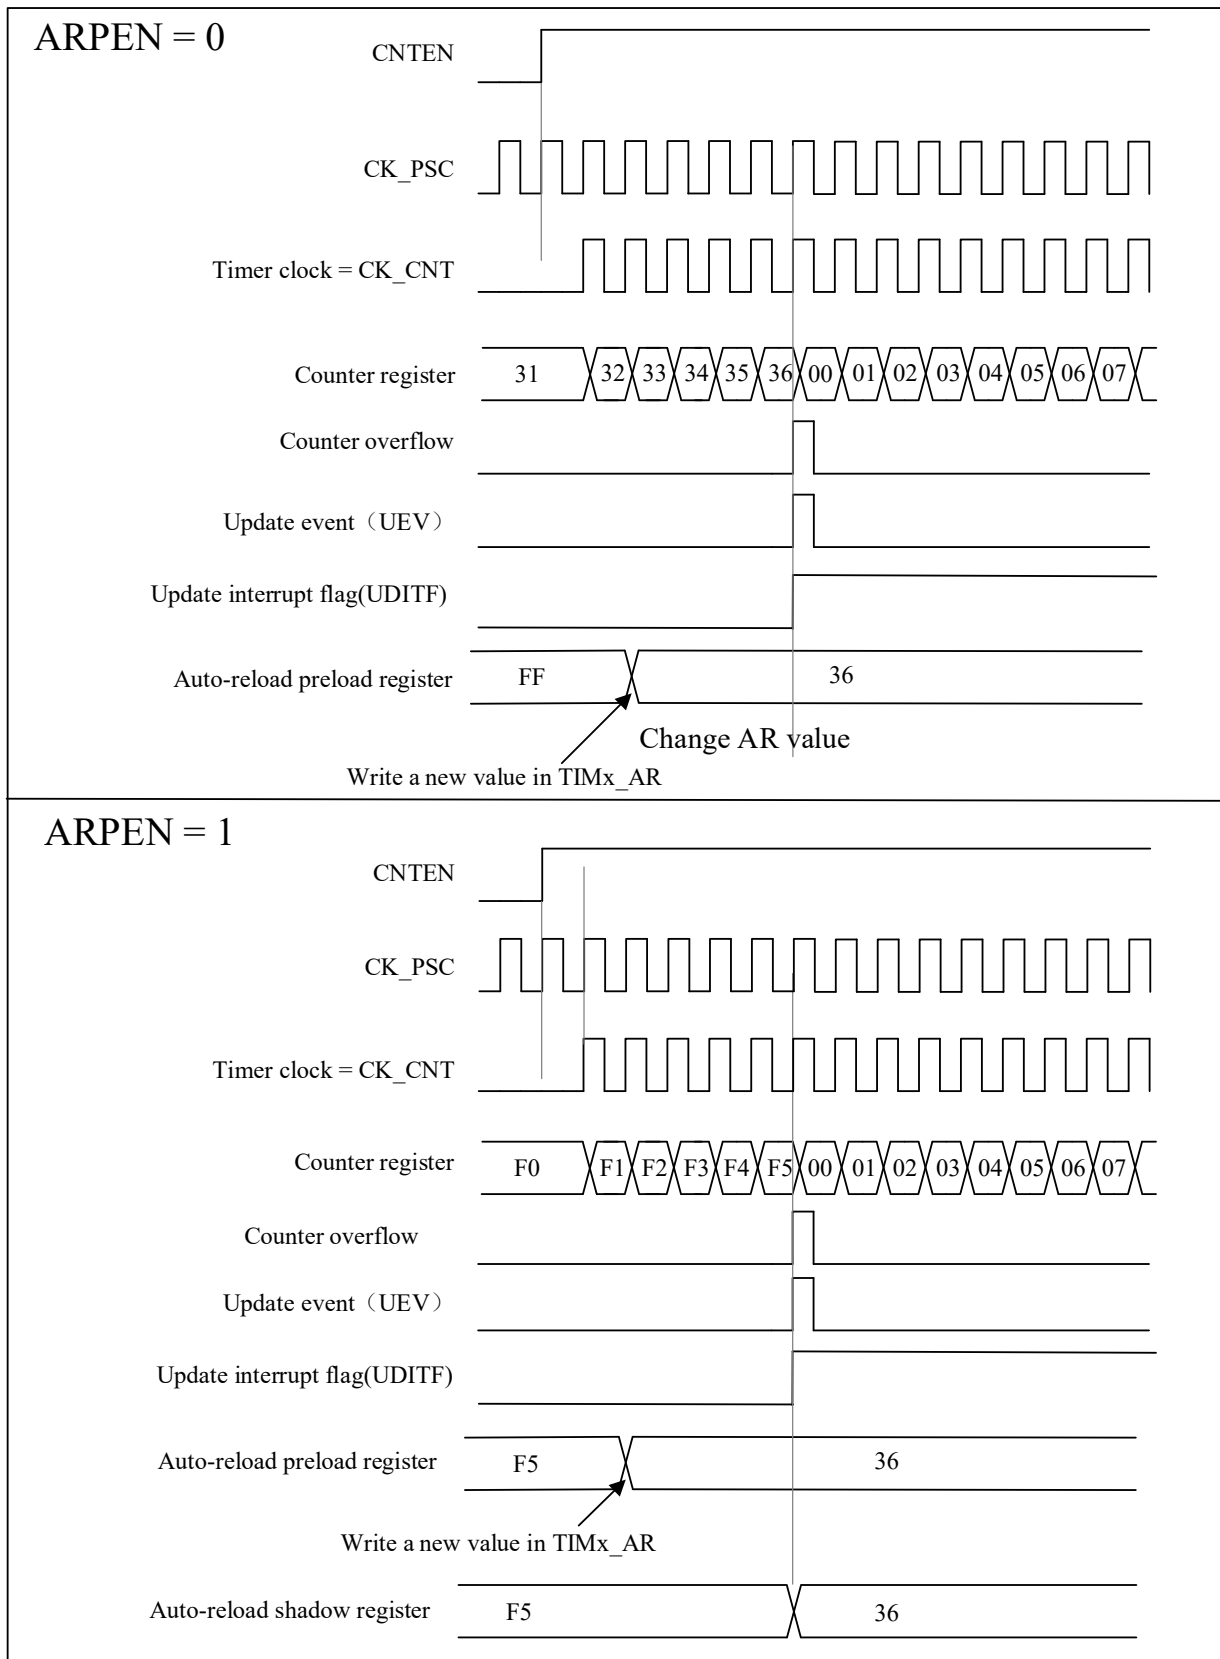 ARPEN = 0
CNTEN
CK_PSC
Timer clock = CK_CNT
Counter register 31 32 33 34 35 36 00 01 02 03 04 05 06 07
Counter overflow
Update event（UEV）
Update interrupt flag(UDITF)
Auto-reload preload register FF 36
Change AR value
Write a new value in TIMx_AR
ARPEN = 1
CNTEN
CK_PSC
Timer clock = CK_CNT
Counter register F0 F1 F2 F3 F4 F5 00 01 02 03 04 05 06 07
Counter overflow
Update event（UEV）
Update interrupt flag(UDITF)
Auto-reload preload register F5 36
Write a new value in TIMx_AR
Auto-reload shadow register F5 36